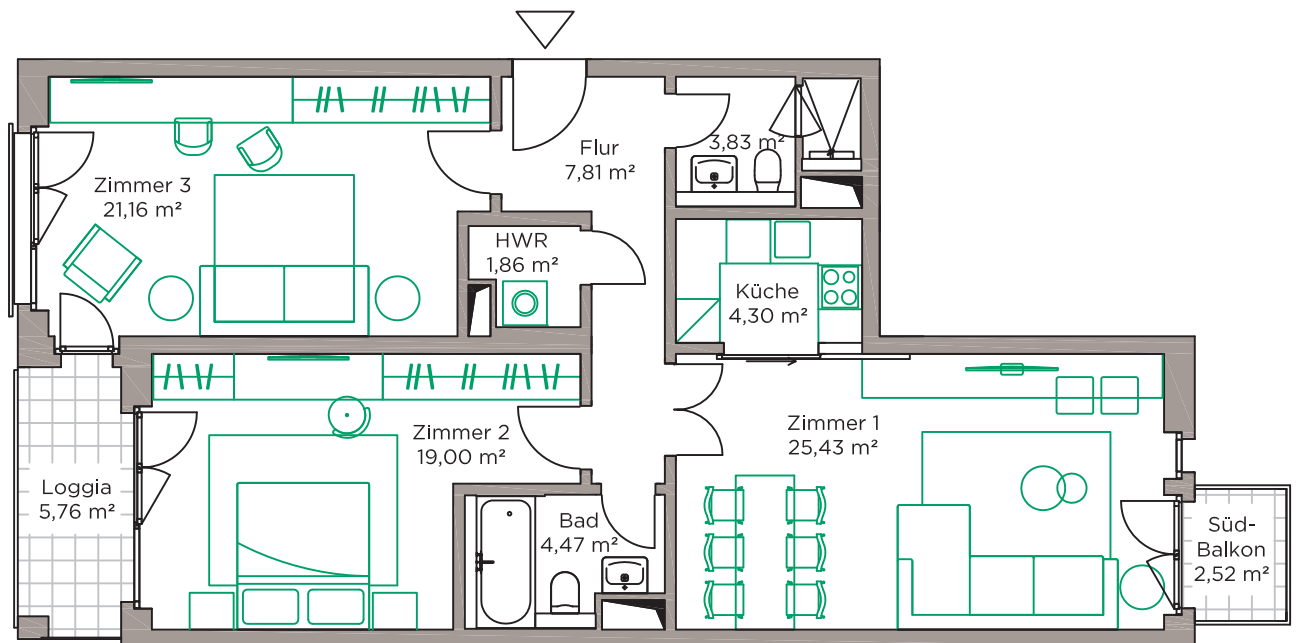 Zimmer 3
21,16 m²
Flur
7,81 m²
3,83 m²
HWR
1,86 m²
Küche
4,30 m²
Zimmer 2
19,00 m²
Zimmer 1
25,43 m²
Loggia
5,76 m²
Bad
4,47 m²
Süd-
Balkon
2,52 m²